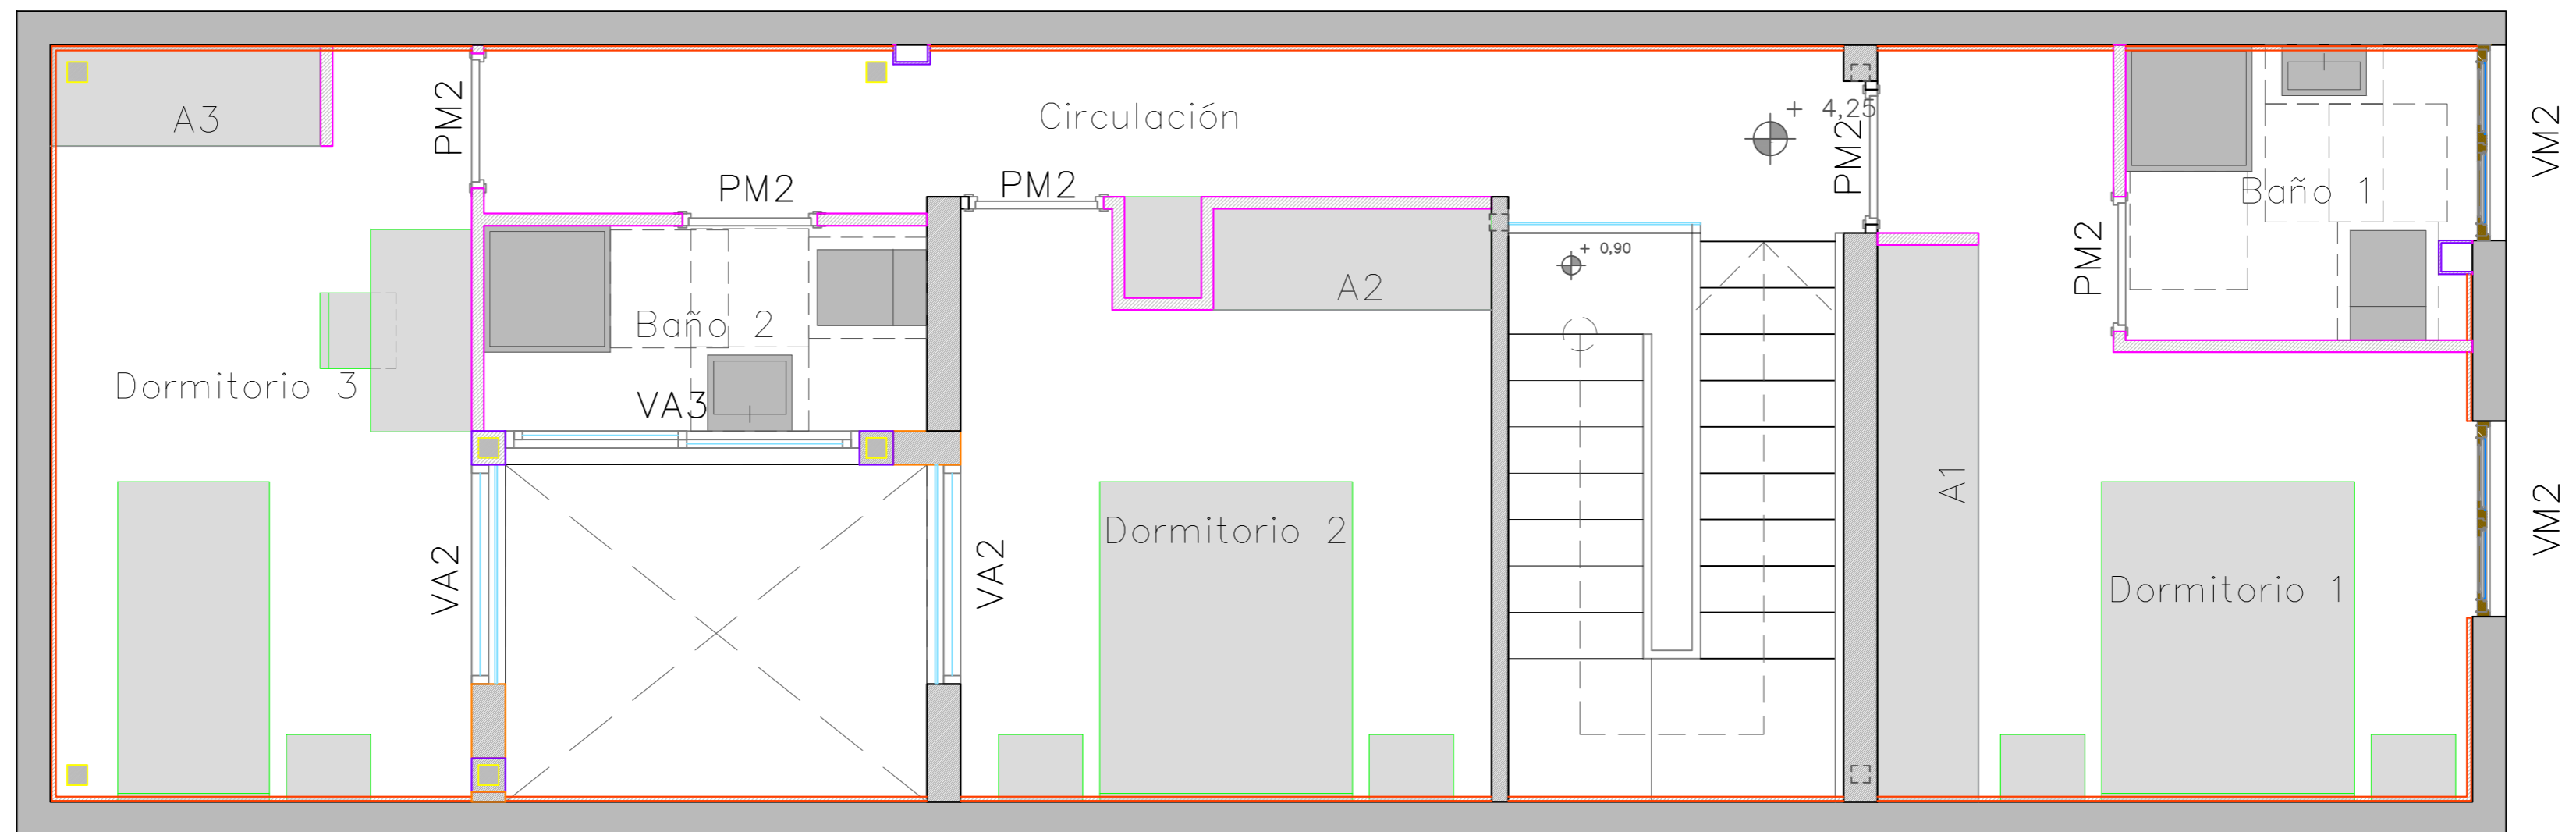 A3
PM2
Circulación
+ 4,25
PM2
VM2
PM2
PM2
Baño 1
PM2
+ 0,90
A2
Baño 2
Dormitorio 3
VA3
A1
VM2
Dormitorio 2
VA2
VA2
Dormitorio 1